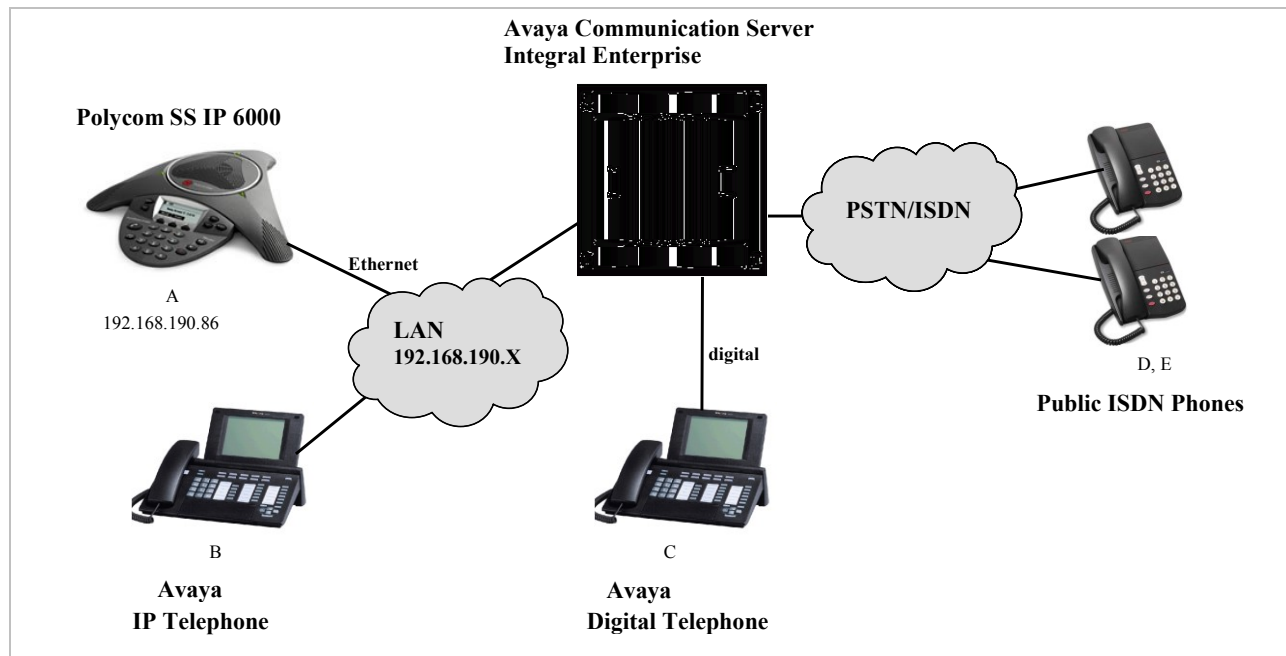 Avaya Communication Server
Integral Enterprise
Polycom SS IP 6000
Ethernet
A
192.168.190.86
LAN
192.168.190.X
digital
PSTN/ISDN
D, E
Public ISDN Phones
B
Avaya
IP Telephone
C
Avaya
Digital Telephone